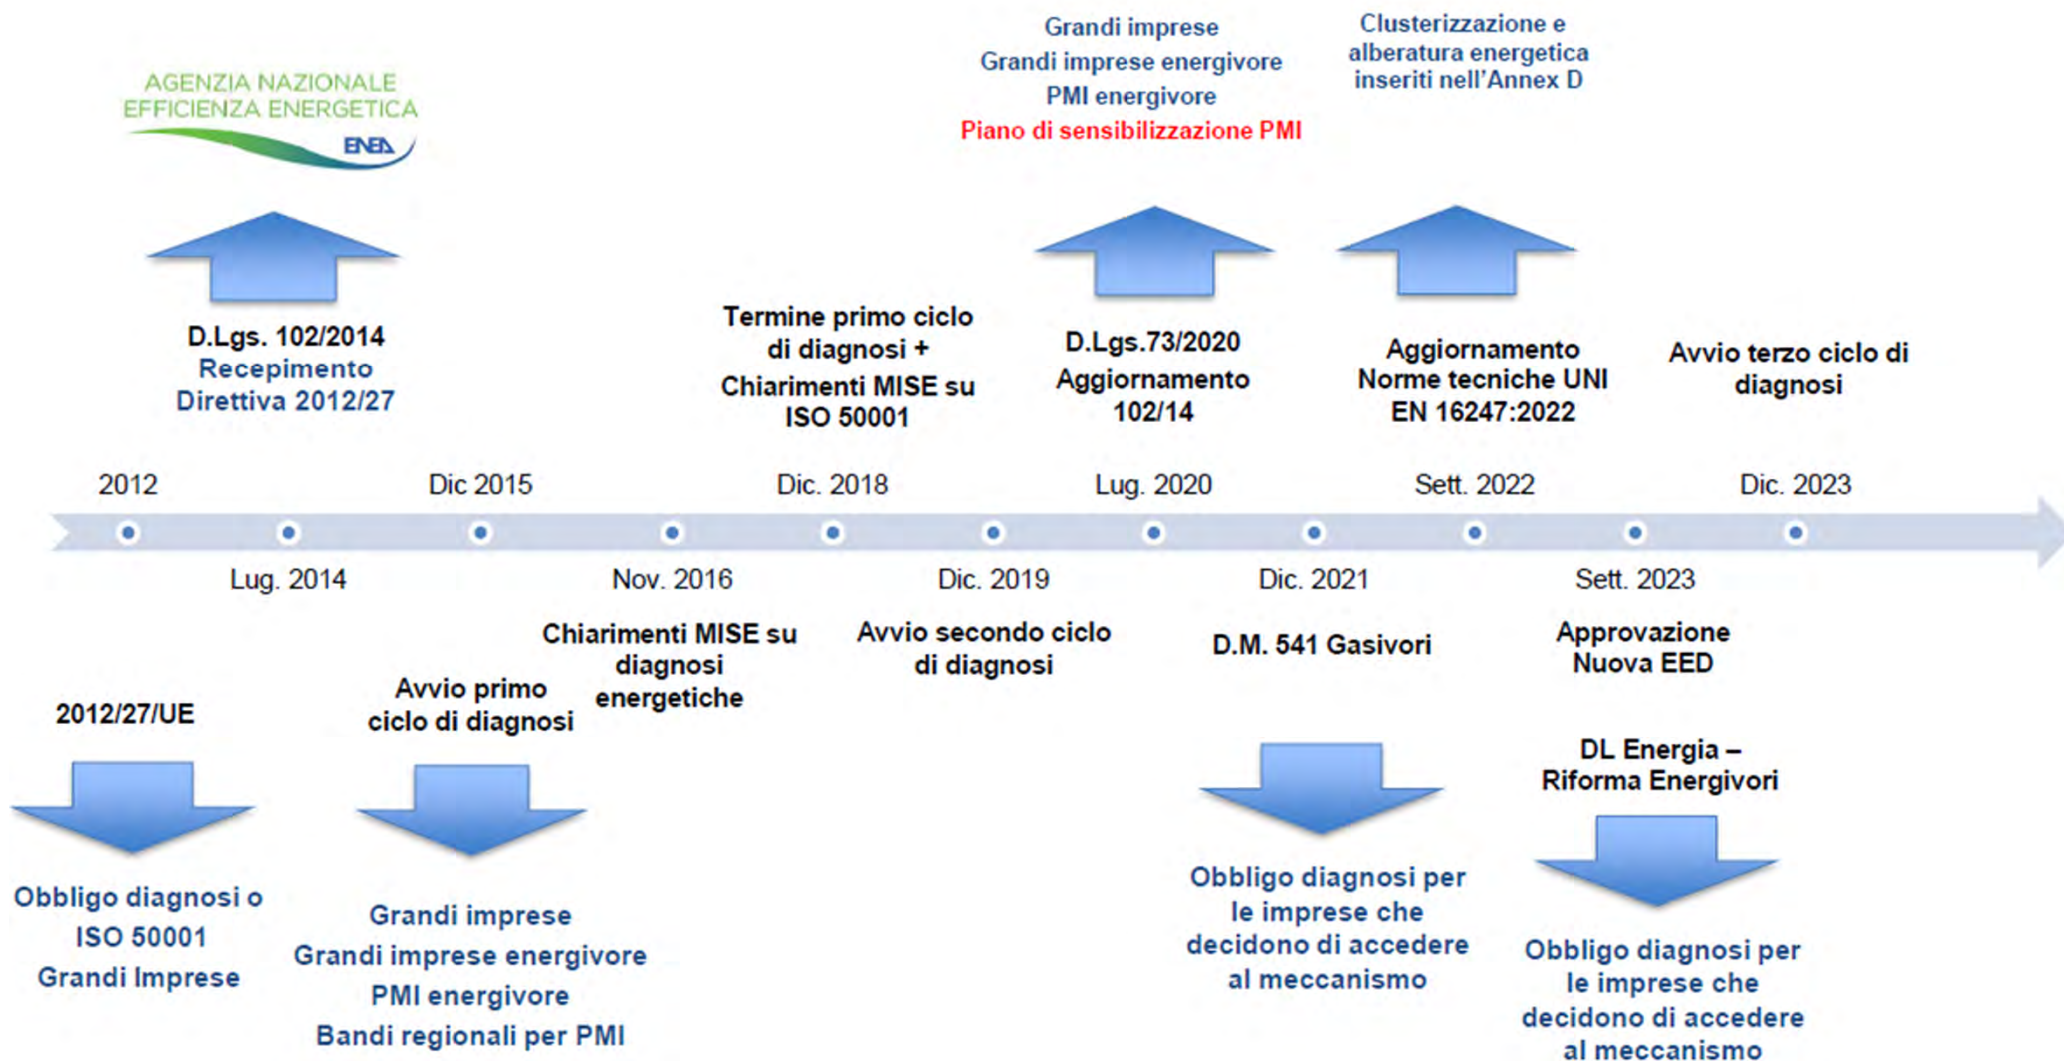 AGENZIA NAZIONALE
EFFICIENZA ENERGETICA
ENEA
Grandi imprese
Grandi imprese energivore
PMI energivore
Piano di sensibilizzazione PMI
Clusterizzazione e
alberatura energetica
inseriti nell'Annex D
D.Lgs. 102/2014
Recepimento
Direttiva 2012/27
Termine primo ciclo
di diagnosi +
Chiarimenti MISE su
ISO 50001
D.Lgs.73/2020
Aggiornamento
102/14
Aggiornamento
Norme tecniche UNI
EN 16247:2022
Avvio terzo ciclo di
diagnosi
2012
Dic 2015
Dic. 2018
Lug. 2020
Sett. 2022
Dic. 2023
Lug. 2014
Nov. 2016
Dic. 2019
Dic. 2021
Sett. 2023
2012/27/UE
Avvio primo
ciclo di diagnosi
Chiarimenti MISE su
diagnosi
energetiche
Avvio secondo ciclo
di diagnosi
D.M. 541 Gasivori
Approvazione
Nuova EED
DL Energia –
Riforma Energivori
Obbligo diagnosi o
ISO 50001
Grandi Imprese
Grandi imprese
Grandi imprese energivore
PMI energivore
Bandi regionali per PMI
Obbligo diagnosi per
le imprese che
decidono di accedere
al meccanismo
Obbligo diagnosi per
le imprese che
decidono di accedere
al meccanismo